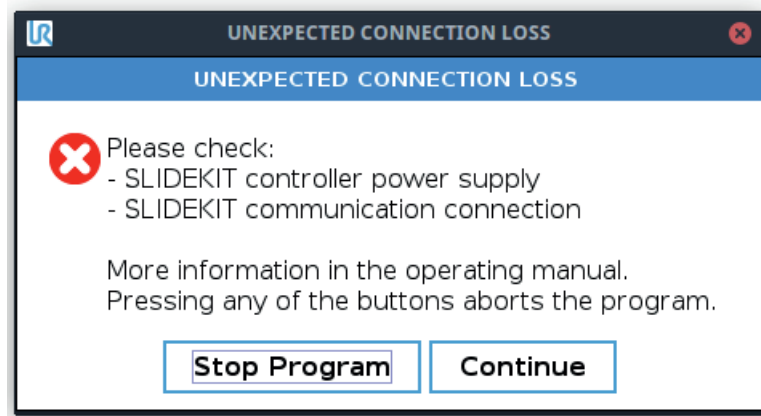 UR
UNEXPECTED CONNECTION LOSS
UNEXPECTED CONNECTION LOSS
Please check:
- SLIDEKIT controller power supply
- SLIDEKIT communication connection
More information in the operating manual.
Pressing any of the buttons aborts the program.
Stop Program
Continue